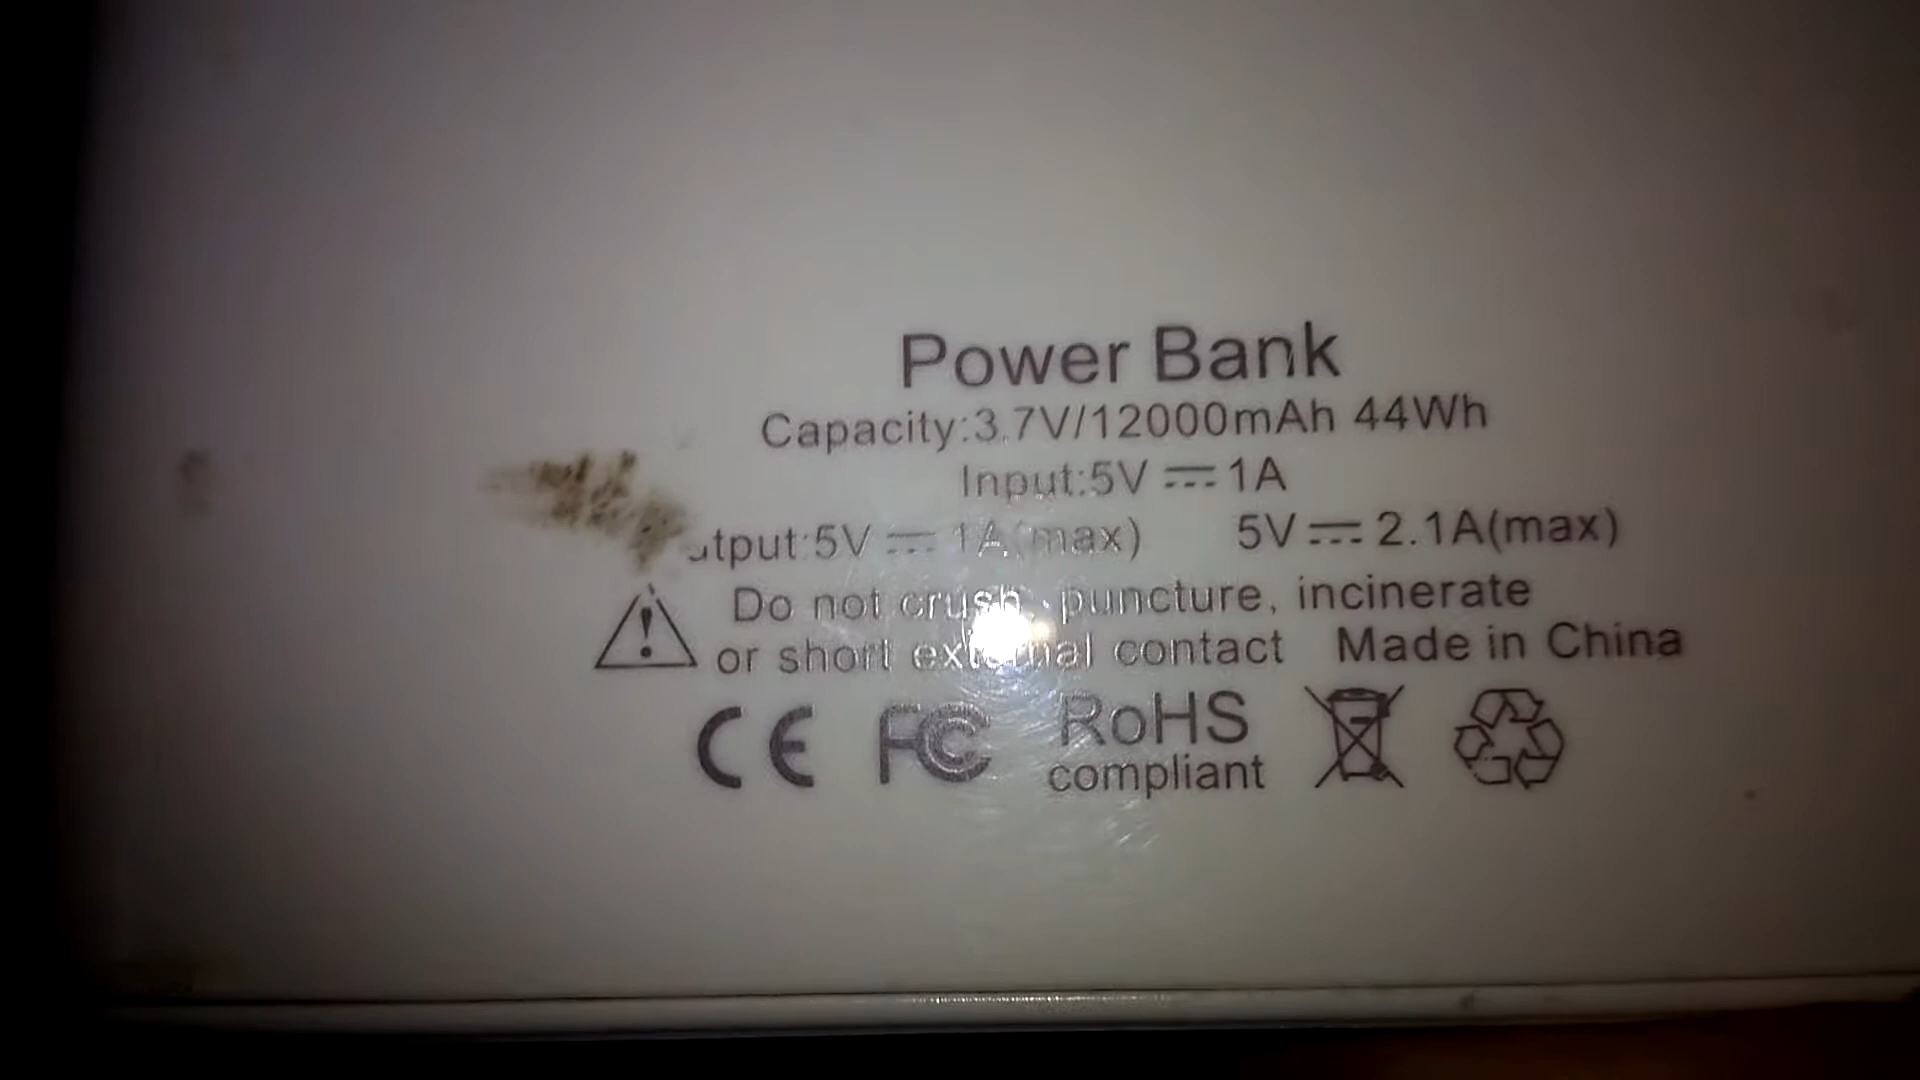 Power Bank
Capacity:3.7V/12000mAh 44Wh
Input:5V ⎓ 1A
utput:5V ⎓ 1A(max) 5V ⎓ 2.1A(max)
Do not crush, puncture, incinerate
or short external contact Made in China
CE FC RoHS
compliant